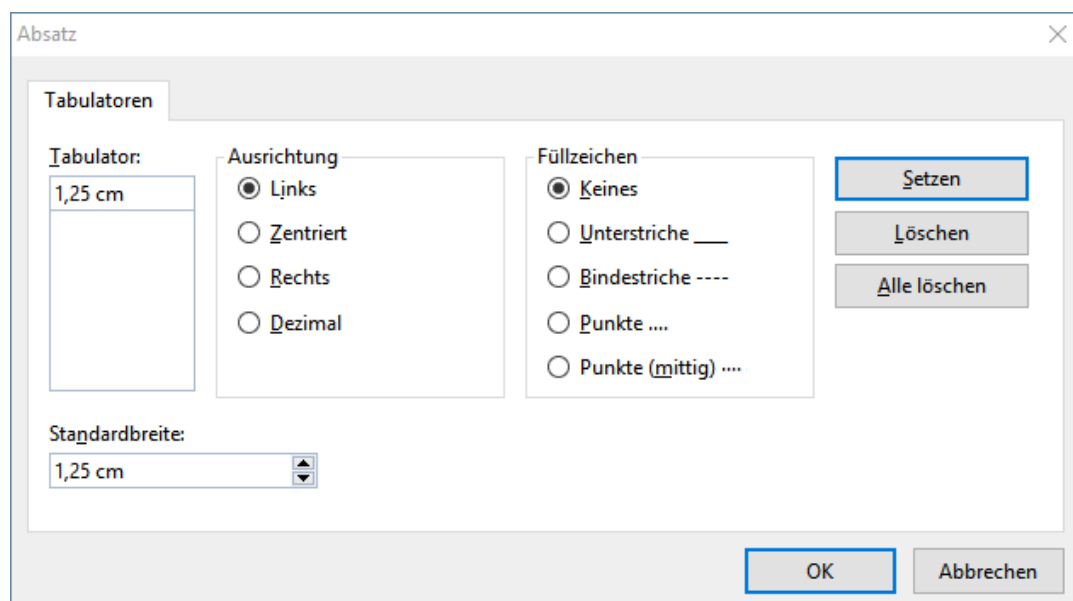 Absatz
Tabulatoren
Tabulator:
1,25 cm
Ausrichtung
Links
Zentriert
Rechts
Dezimal
Füllzeichen
Keines
Unterstriche ___
Bindestriche ----
Punkte ....
Punkte (mittig) ····
Setzen
Löschen
Alle löschen
Standardbreite:
1,25 cm
OK
Abbrechen